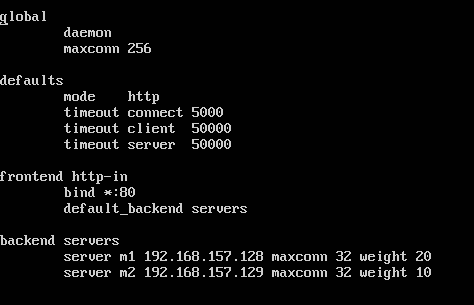 global
        daemon
        maxconn 256

defaults
        mode    http
        timeout connect 5000
        timeout client  50000
        timeout server  50000

frontend http-in
        bind *:80
        default_backend servers

backend servers
        server m1 192.168.157.128 maxconn 32 weight 20
        server m2 192.168.157.129 maxconn 32 weight 10